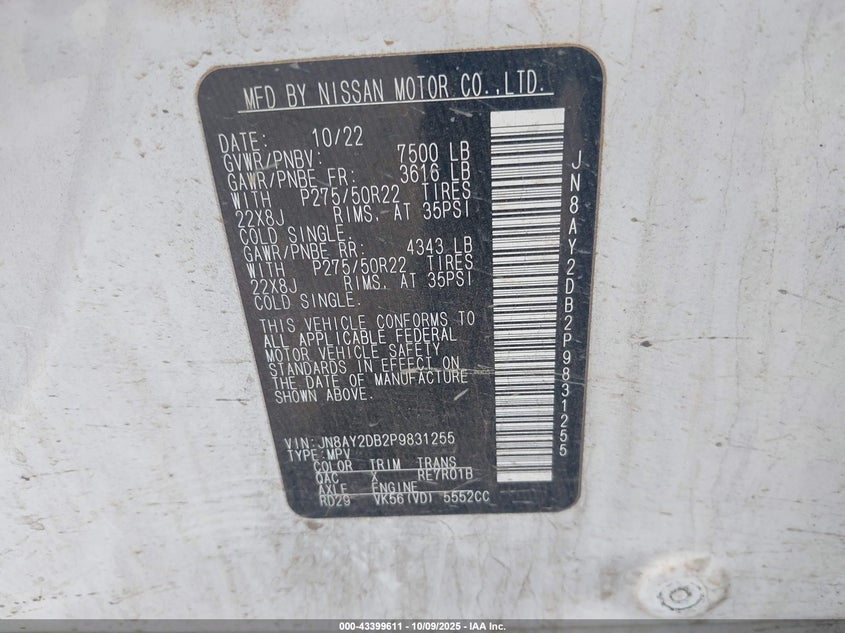 MFD BY NISSAN MOTOR CO.,LTD.
DATE: 10/22
GVWR/PNBV: 7500 LB
GAWR/PNBE FR: 3616 LB
WITH P275/50R22 TIRES
22X8J RIMS. AT 35PSI
COLD SINGLE.
GAWR/PNBE RR: 4343 LB
WITH P275/50R22 TIRES
22X8J RIMS. AT 35PSI
COLD SINGLE.
THIS VEHICLE CONFORMS TO
ALL APPLICABLE FEDERAL
MOTOR VEHICLE SAFETY
STANDARDS IN EFFECT ON
THE DATE OF MANUFACTURE
SHOWN ABOVE.
VIN:JN8AY2DB2P9831255
TYPE:MPV
COLOR TRIM TRANS
QAC X RE7R01B
AXLE ENGINE
RD29 VK56(VD) 5552CC
JN8AY2DB2P9831255
000-43399611 - 10/09/2025 - IAA Inc.